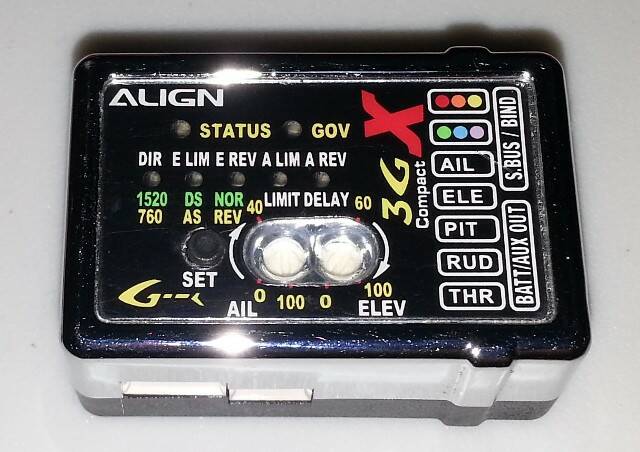 ALIGN
STATUS GOV
DIR E LIM E REV A LIM A REV
1520 DS NOR LIMIT DELAY
760 AS REV 40 60
SET
AIL 0 100 0 100 ELEV
G
3GX
Compact
AIL
ELE
PIT
RUD
THR
S.BUS / BIND
BATT/AUX OUT